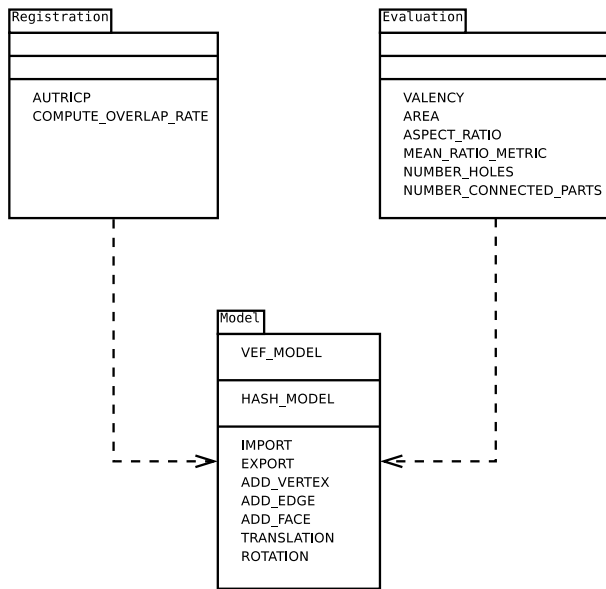 Registration
AUTRICP
COMPUTE_OVERLAP_RATE
Evaluation
VALENCY
AREA
ASPECT_RATIO
MEAN_RATIO_METRIC
NUMBER_HOLES
NUMBER_CONNECTED_PARTS
Model
VEF_MODEL
HASH_MODEL
IMPORT
EXPORT
ADD_VERTEX
ADD_EDGE
ADD_FACE
TRANSLATION
ROTATION